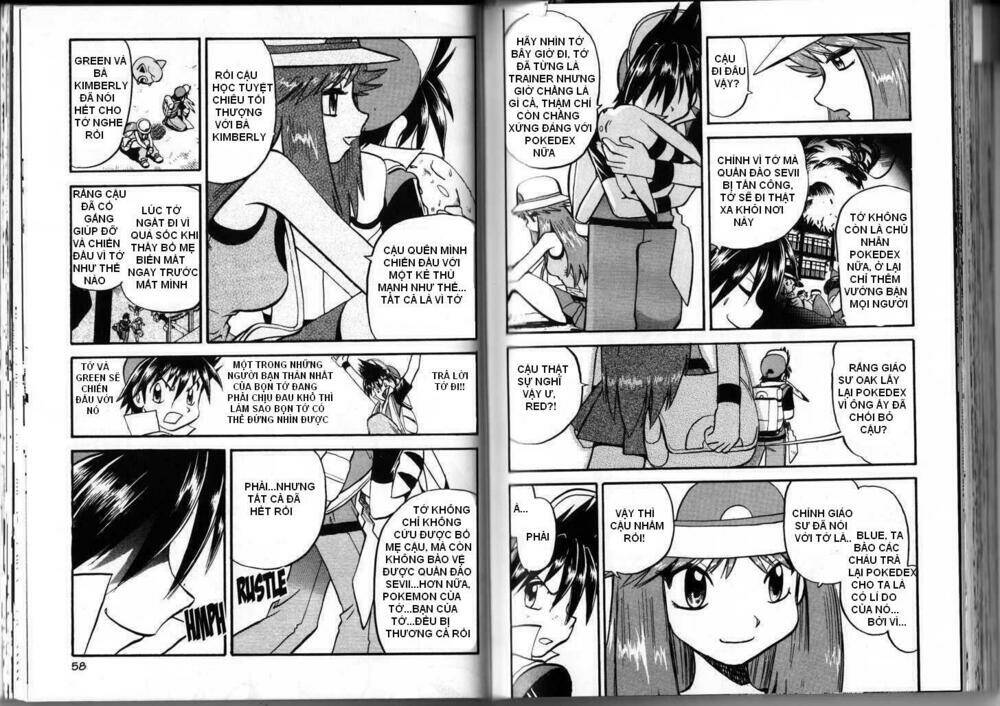 GREEN VÀ
BÀ
KIMBERLY
ĐÃ NÓI
HẾT CHO
TỚ NGHE
RỒI
RỒI CẬU
HỌC TUYỆT
CHIÊU TỐI
THƯỢNG
VỚI BÀ
KIMBERLY
RẰNG CẬU
ĐÃ CÓ
GẮNG
GIÚP ĐỠ
VÀ CHIẾN
ĐẤU VÌ TỚ
NHƯ THẾ
NÀO
LÚC TỚ
NGẤT ĐI VÌ
QUÁ SỐC KHI
THẤY BỐ MẸ
BIẾN MẤT
NGAY TRƯỚC
MẮT MÌNH
CẬU QUÊN MÌNH
CHIẾN ĐẤU VỚI
MỘT KẺ THÙ
MẠNH NHƯ THẾ...
TẤT CẢ LÀ VÌ TỚ
TỚ VÀ
GREEN SẼ
CHIẾN
ĐẤU VỚI
NÓ
MỘT TRONG NHỮNG
NGƯỜI BẠN THÂN NHẤT
CỦA BỌN TỚ ĐANG
PHẢI CHỊU ĐAU KHỔ THÌ
LÀM SAO BỌN TỚ CÓ
THỂ ĐỨNG NHÌN ĐƯỢC
TRẢ LỜI
TỚ ĐI!!
PHẢI...NHƯNG
TẤT CẢ ĐÃ
HẾT RỒI
TỚ KHÔNG
CHỈ KHÔNG
CỨU ĐƯỢC BỐ
MẸ CẬU, MÀ CÒN
KHÔNG BẢO VỆ
ĐƯỢC QUẦN ĐẢO
SEVII...HƠN NỮA,
POKEMON CỦA
TỚ...BẠN CỦA
TỚ...ĐỀU BỊ
THƯƠNG CẢ RỒI
RUSTLE
HMPH
58
HÃY NHÌN TỚ
BÂY GIỜ ĐI, TỚ
ĐÃ TỪNG LÀ
TRAINER NHƯNG
GIỜ CHẲNG LÀ
GÌ CẢ, THẬM CHÍ
CÒN CHẲNG
XỨNG ĐÁNG VỚI
POKEDEX
NỮA
CẬU
ĐI ĐÂU
VẬY?
CHÍNH VÌ TỚ MÀ
QUẦN ĐẢO SEVII
BỊ TẤN CÔNG,
TỚ SẼ ĐI THẬT
XA KHỎI NƠI
NÀY
TỚ KHÔNG
CÒN LÀ CHỦ
NHÂN
POKEDEX
NỮA, Ở LẠI
CHỈ THÊM
VƯỚNG BẬN
MỌI NGƯỜI
CẬU THẬT
SỰ NGHĨ
VẬY Ư,
RED?!
RẰNG GIÁO
SƯ OAK LẤY
LẠI POKEDEX
VÌ ÔNG ẤY ĐÃ
CHỐI BỎ
CẬU?
Ả...
PHẢI
VẬY THÌ
CẬU NHẦM
RỒI!
CHÍNH GIÁO
SƯ ĐÃ NÓI
VỚI TỚ LÀ..
BLUE, TA
BẢO CÁC
CHÁU TRẢ
LẠI POKEDEX
CHO TA LÀ
CÓ LÍ DO
CỦA NÓ...
BỞI VÌ...